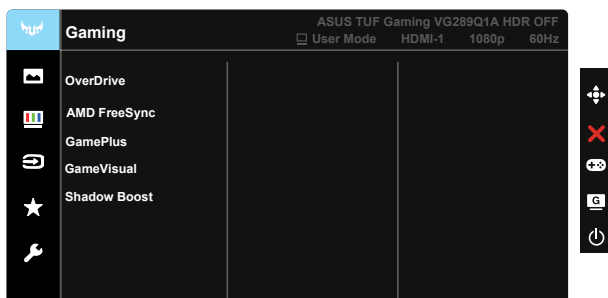 Gaming
ASUS TUF Gaming VG289Q1A HDR OFF
User Mode HDMI-1 1080p 60Hz
OverDrive
AMD FreeSync
GamePlus
GameVisual
Shadow Boost
G